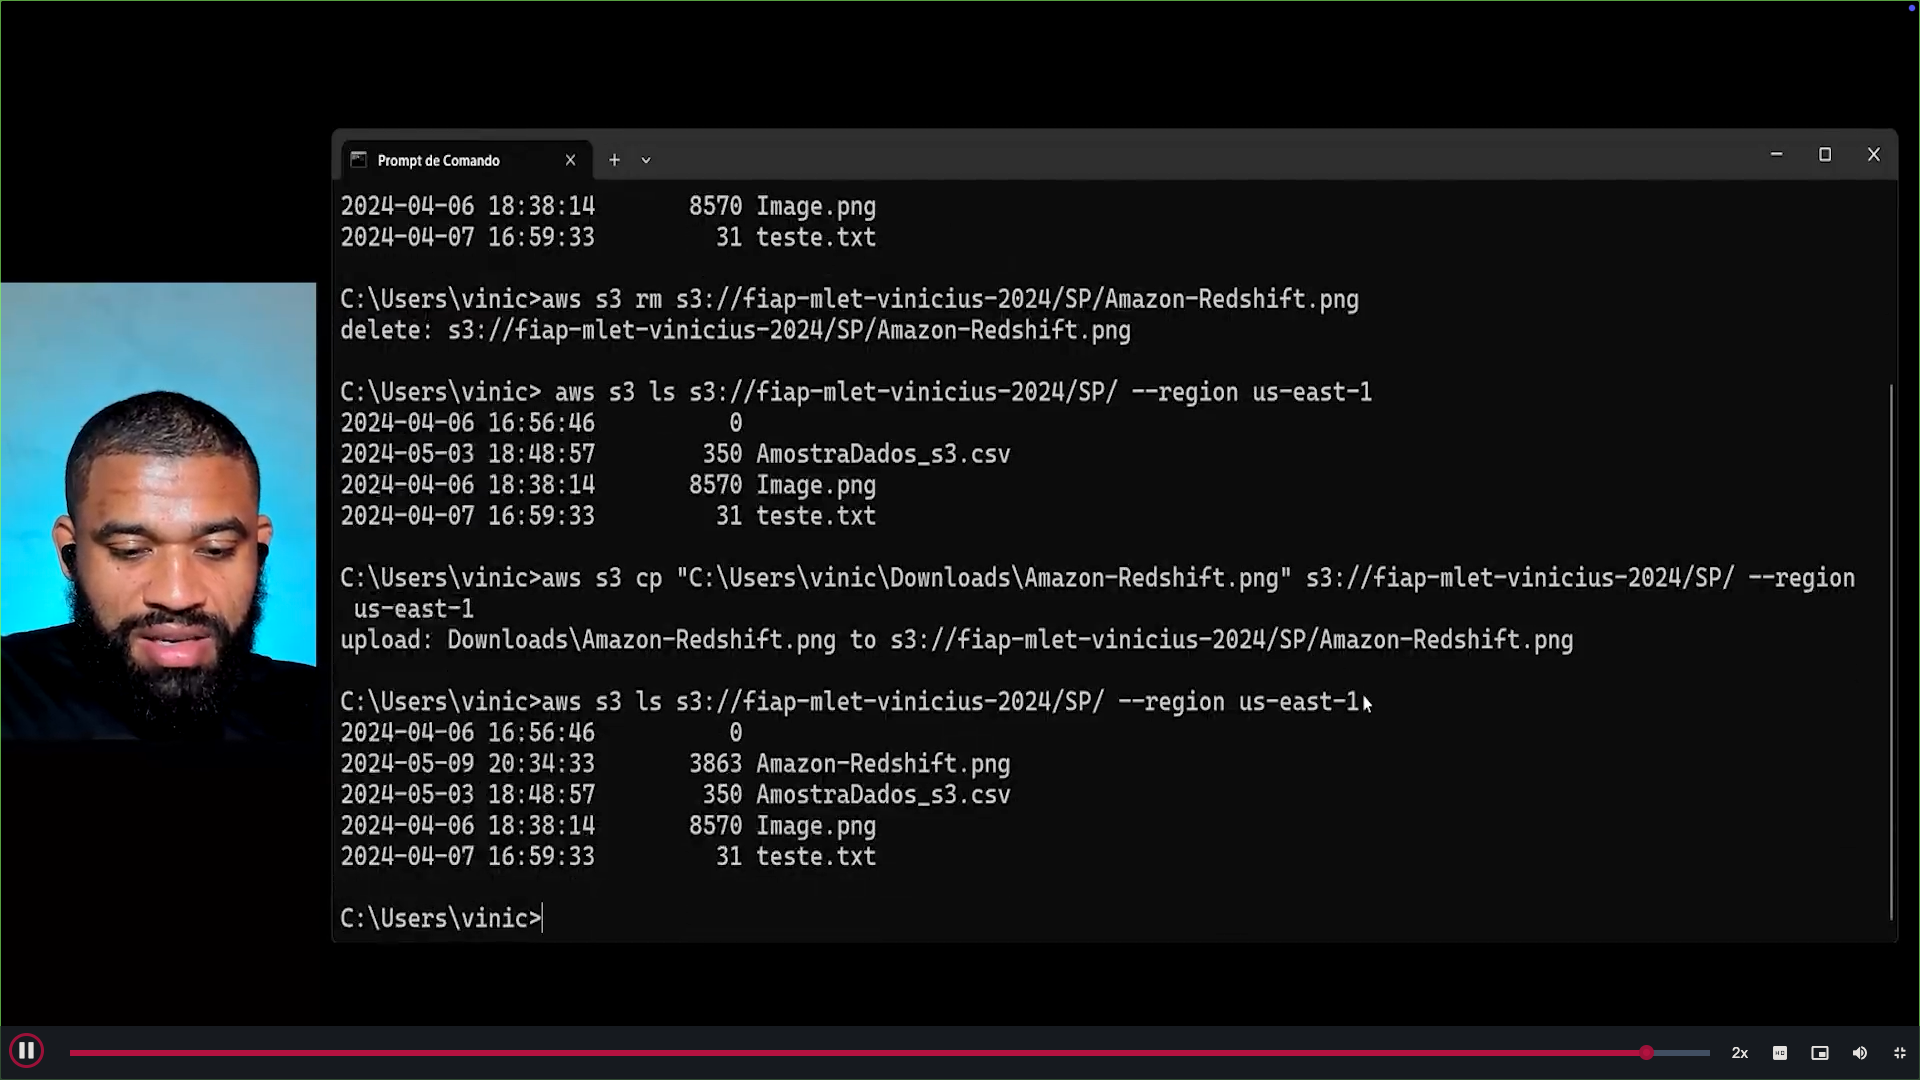 Prompt de Comando
2024-04-06 18:38:14 8570 Image.png
2024-04-07 16:59:33 31 teste.txt
C:\Users\vinic>aws s3 rm s3://fiap-mlet-vinicius-2024/SP/Amazon-Redshift.png
delete: s3://fiap-mlet-vinicius-2024/SP/Amazon-Redshift.png
C:\Users\vinic> aws s3 ls s3://fiap-mlet-vinicius-2024/SP/ --region us-east-1
2024-04-06 16:56:46 0
2024-05-03 18:48:57 350 AmostraDados_s3.csv
2024-04-06 18:38:14 8570 Image.png
2024-04-07 16:59:33 31 teste.txt
C:\Users\vinic>aws s3 cp "C:\Users\vinic\Downloads\Amazon-Redshift.png" s3://fiap-mlet-vinicius-2024/SP/ --region
us-east-1
upload: Downloads\Amazon-Redshift.png to s3://fiap-mlet-vinicius-2024/SP/Amazon-Redshift.png
C:\Users\vinic>aws s3 ls s3://fiap-mlet-vinicius-2024/SP/ --region us-east-1
2024-04-06 16:56:46 0
2024-05-09 20:34:33 3863 Amazon-Redshift.png
2024-05-03 18:48:57 350 AmostraDados_s3.csv
2024-04-06 18:38:14 8570 Image.png
2024-04-07 16:59:33 31 teste.txt
C:\Users\vinic>
2x
HD